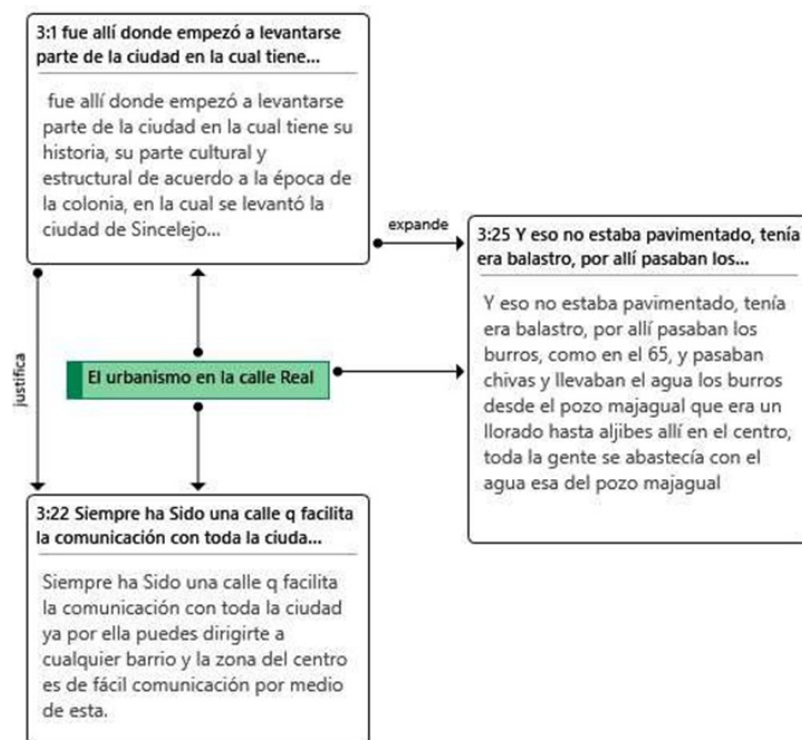 3:1 fue allí donde empezó a levantarse
parte de la ciudad en la cual tiene...
fue allí donde empezó a levantarse
parte de la ciudad en la cual tiene su
historia, su parte cultural y
estructural de acuerdo a la época de
la colonia, en la cual se levantó la
ciudad de Sincelejo...
expande
3:25 Y eso no estaba pavimentado, tenía
era balastro, por allí pasaban los...
Y eso no estaba pavimentado, tenía
era balastro, por allí pasaban los
burros, como en el 65, y pasaban
chivas y llevaban el agua los burros
desde el pozo majagual que era un
llorado hasta aljibes allí en el centro,
toda la gente se abastecía con el
agua esa del pozo majagual
justifica
El urbanismo en la calle Real
3:22 Siempre ha Sido una calle q facilita
la comunicación con toda la ciuda...
Siempre ha Sido una calle q facilita
la comunicación con toda la ciudad
ya por ella puedes dirigirte a
cualquier barrio y la zona del centro
es de fácil comunicación por medio
de esta.